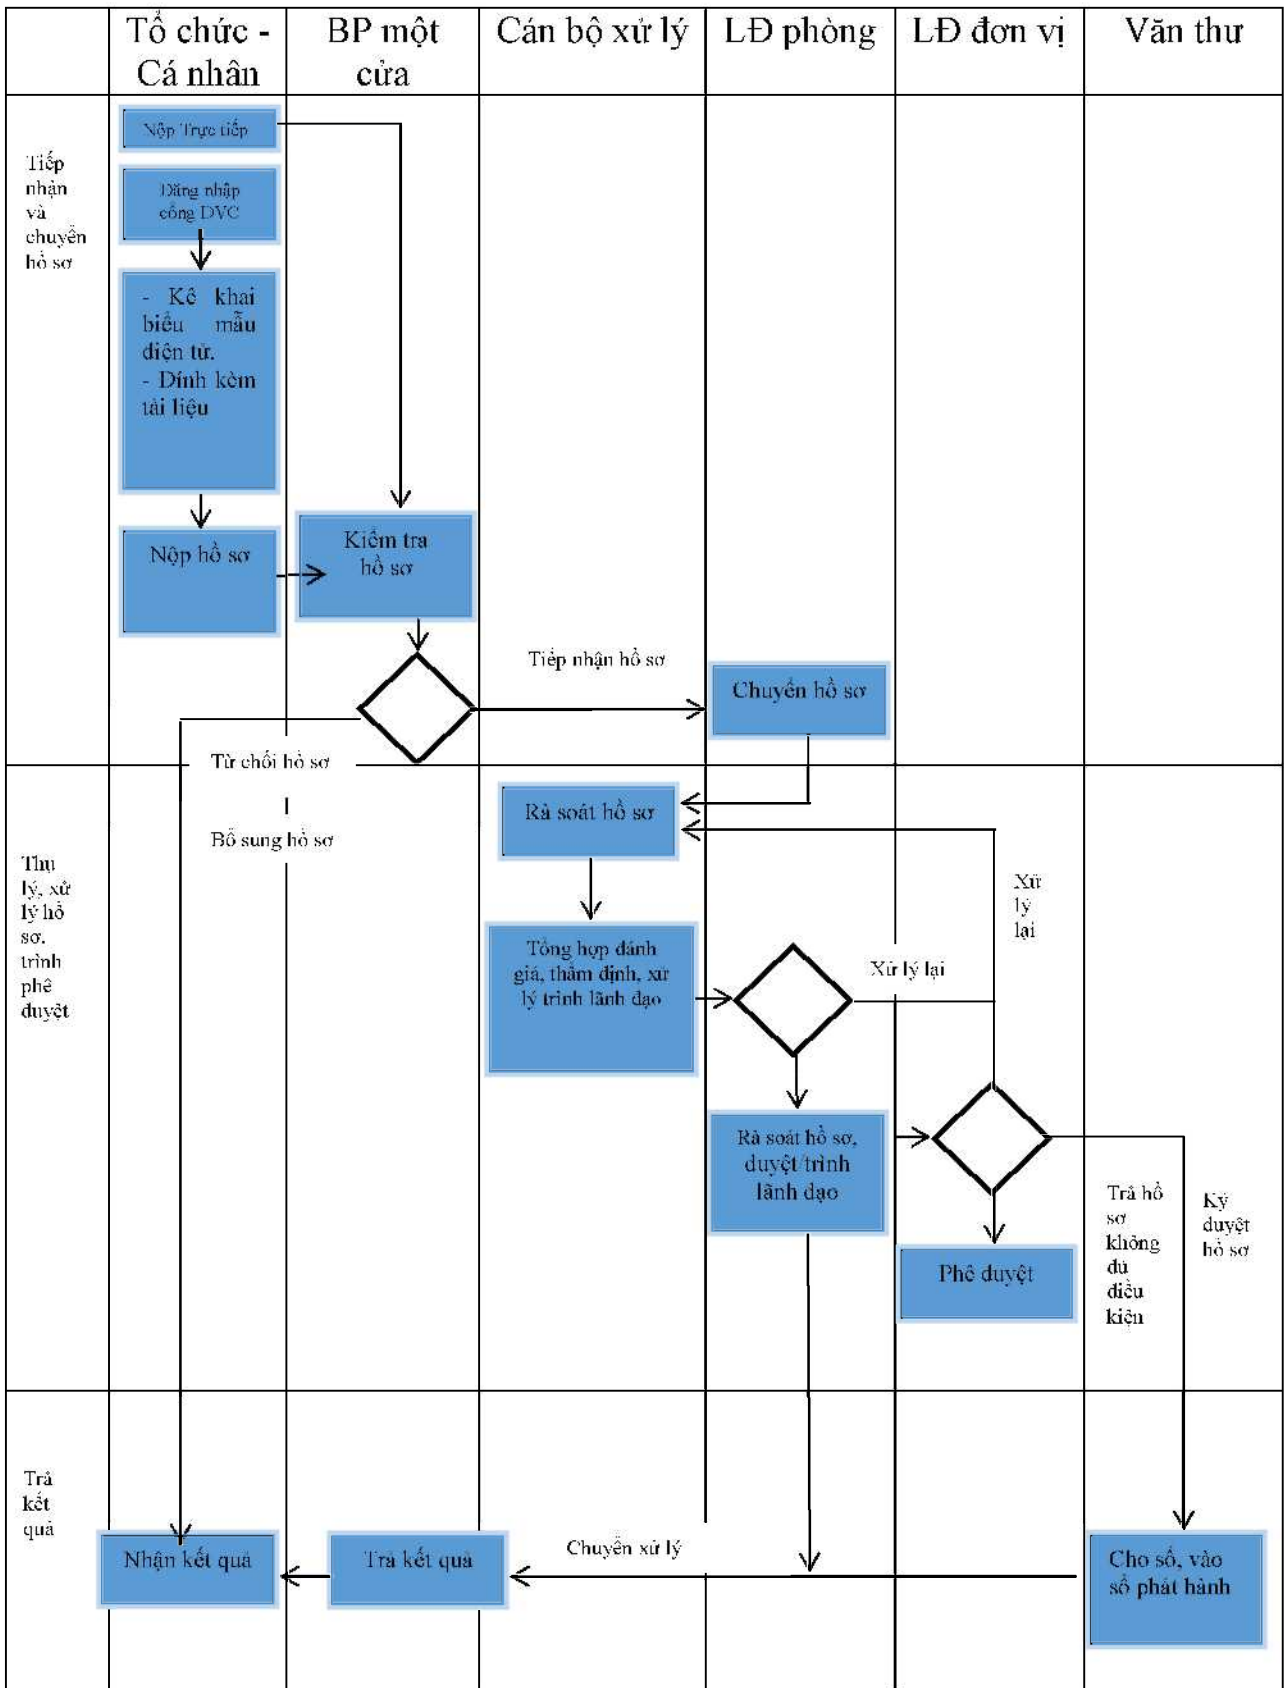 Tổ chức -
Cá nhân
BP một
cửa
Cán bộ xử lý
LĐ phòng
LĐ đơn vị
Văn thư
Tiếp
nhận
và
chuyển
hồ sơ
Nộp Trực tiếp
Đăng nhập
cổng DVC
- Kê khai
biểu mẫu
điện tử.
- Đính kèm
tài liệu
Nộp hồ sơ
Kiểm tra
hồ sơ
Tiếp nhận hồ sơ
Chuyển hồ sơ
Từ chối hồ sơ
Bổ sung hồ sơ
Thụ
lý, xử
lý hồ
sơ.
trình
phê
duyệt
Rà soát hồ sơ
Tổng hợp đánh
giá, thẩm định, xử
lý trình lãnh đạo
Xử lý lại
Xử
lý
lại
Rà soát hồ sơ,
duyệt/trình
lãnh đạo
Phê duyệt
Trả hồ
sơ
không
đủ
điều
kiện
Ký
duyệt
hồ sơ
Trả
kết
quả
Nhận kết quả
Trả kết quả
Chuyển xử lý
Cho số, vào
sổ phát hành